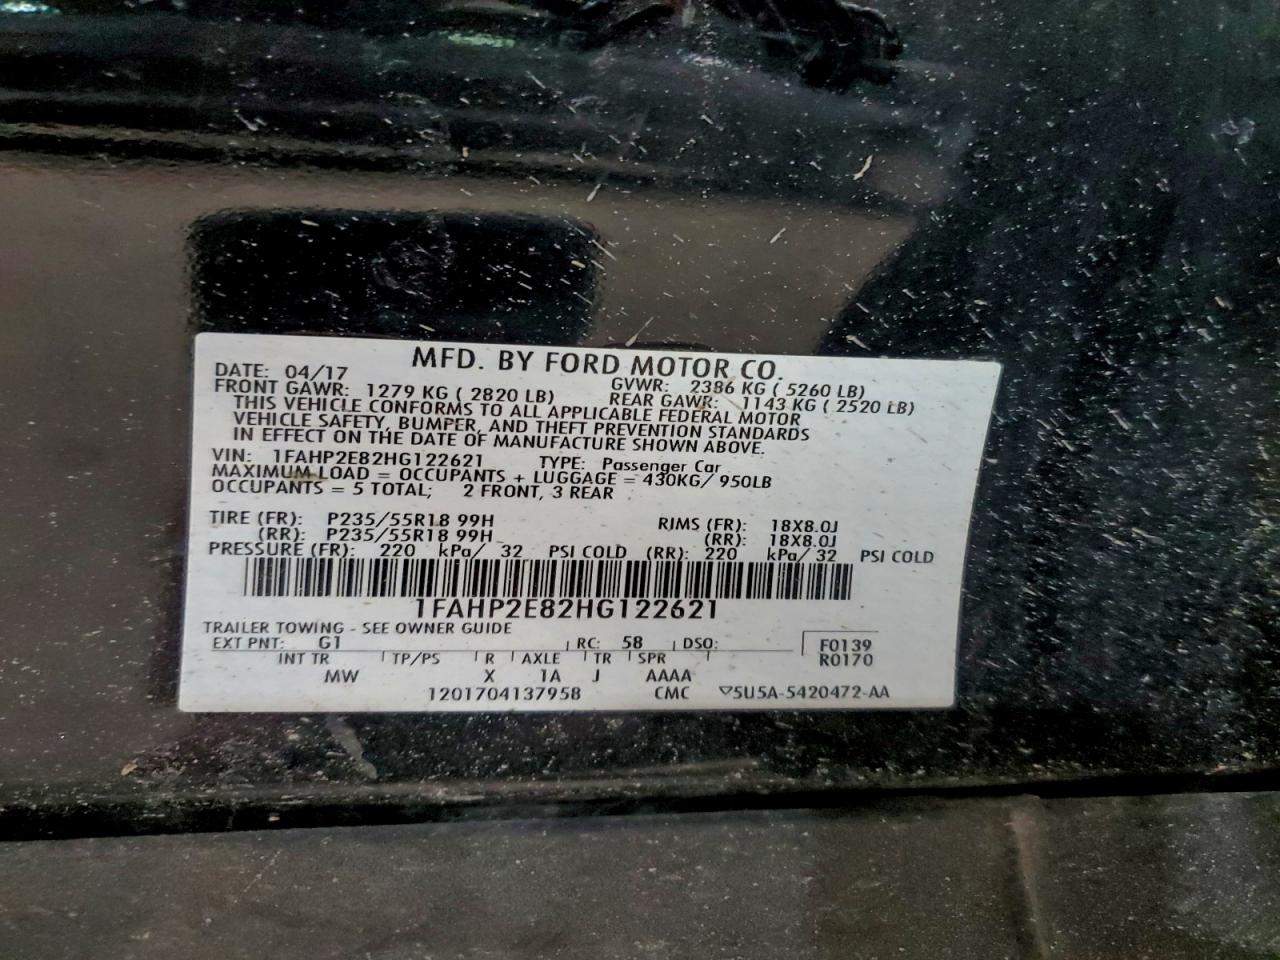 MFD. BY FORD MOTOR CO.
DATE: 04/17 GVWR: 2386 KG ( 5260 LB)
FRONT GAWR: 1279 KG ( 2820 LB) REAR GAWR: 1143 KG ( 2520 LB)
THIS VEHICLE CONFORMS TO ALL APPLICABLE FEDERAL MOTOR
VEHICLE SAFETY, BUMPER, AND THEFT PREVENTION STANDARDS
IN EFFECT ON THE DATE OF MANUFACTURE SHOWN ABOVE.
VIN: 1FAHP2E82HG122621 TYPE: Passenger Car
MAXIMUM LOAD = OCCUPANTS + LUGGAGE = 430KG/ 950LB
OCCUPANTS = 5 TOTAL; 2 FRONT, 3 REAR
TIRE (FR): P235/55R18 99H RIMS (FR): 18X8.0J
(RR): P235/55R18 99H (RR): 18X8.0J
PRESSURE (FR): 220 kPa/ 32 PSI COLD (RR): 220 kPa/ 32 PSI COLD
1FAHP2E82HG122621
TRAILER TOWING - SEE OWNER GUIDE
EXT PNT: G1 RC: 58 DSO: F0139
INT TR TP/PS R AXLE TR SPR R0170
MW X 1A J AAAA
1201704137958 CMC ▽5U5A-5420472-AA